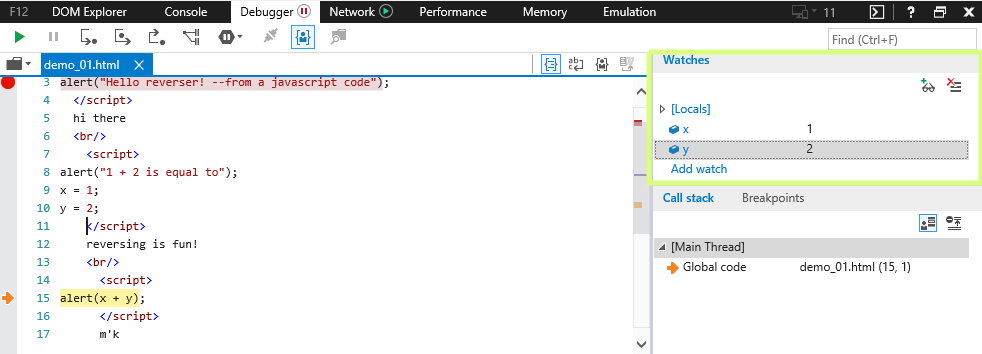 F12 DOM Explorer Console Debugger Network Performance Memory Emulation 11 ?
Find (Ctrl+F)
demo_01.html
3 alert("Hello reverser! --from a javascript code");
4 </script>
5 hi there
6 <br/>
7 <script>
8 alert("1 + 2 is equal to");
9 x = 1;
10 y = 2;
11 </script>
12 reversing is fun!
13 <br/>
14 <script>
15 alert(x + y);
16 </script>
17 m'k
Watches
[Locals]
x 1
y 2
Add watch
Call stack Breakpoints
[Main Thread]
Global code demo_01.html (15, 1)